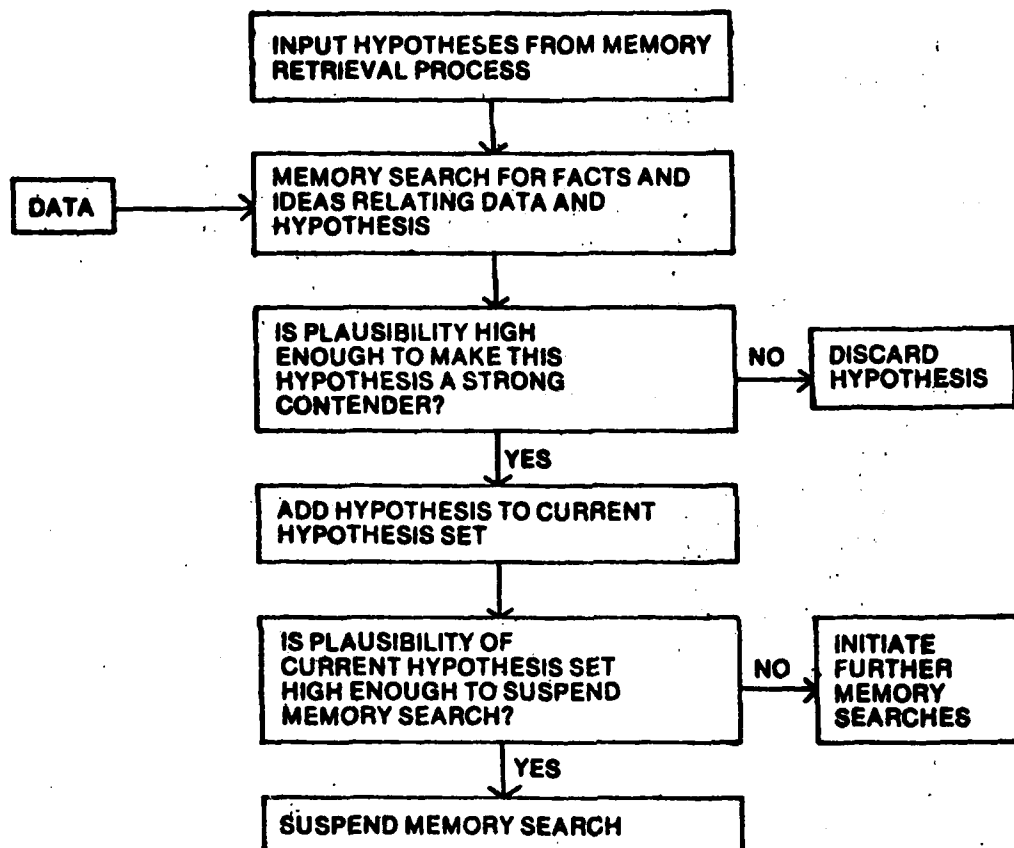 INPUT HYPOTHESES FROM MEMORY
RETRIEVAL PROCESS
DATA
MEMORY SEARCH FOR FACTS AND
IDEAS RELATING DATA AND
HYPOTHESIS
IS PLAUSIBILITY HIGH
ENOUGH TO MAKE THIS
HYPOTHESIS A STRONG
CONTENDER?
NO
DISCARD
HYPOTHESIS
YES
ADD HYPOTHESIS TO CURRENT
HYPOTHESIS SET
IS PLAUSIBILITY OF
CURRENT HYPOTHESIS SET
HIGH ENOUGH TO SUSPEND
MEMORY SEARCH?
NO
INITIATE
FURTHER
MEMORY
SEARCHES
YES
SUSPEND MEMORY SEARCH